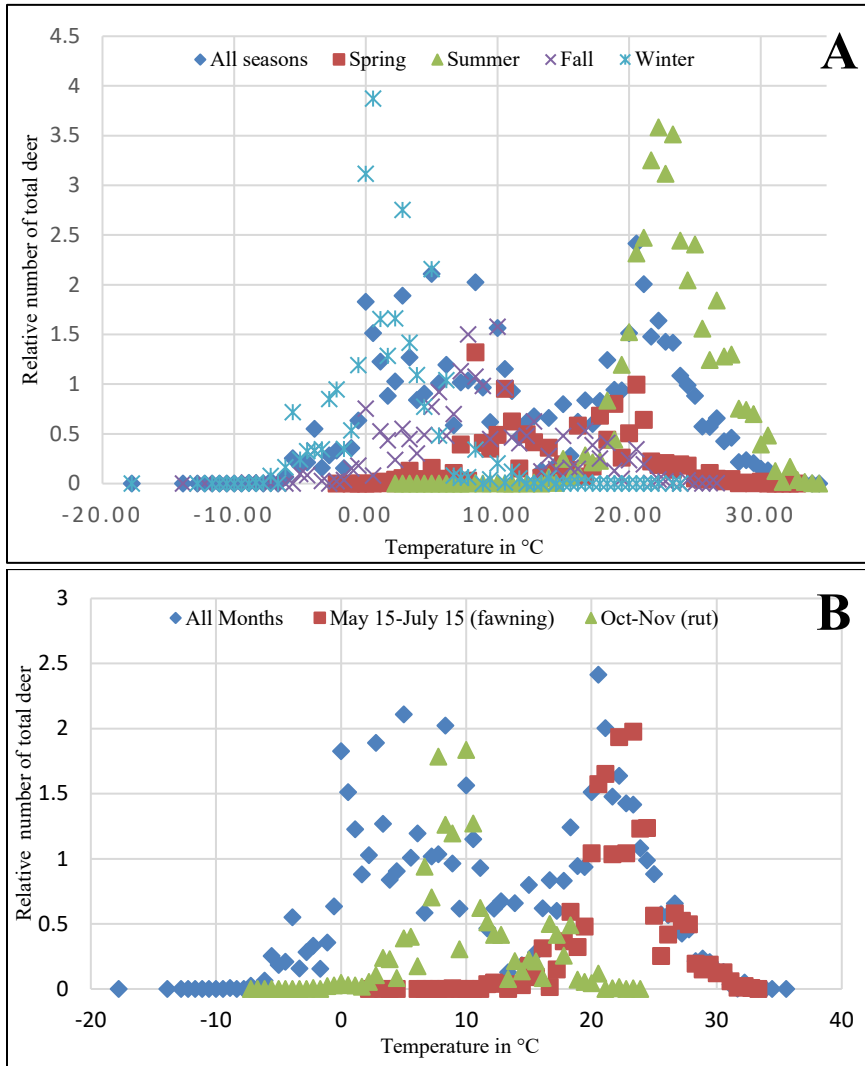 A
4.5
All seasons Spring Summer Fall Winter
4
3.5
3
2.5
2
1.5
1
0.5
0
Relative number of total deer
-20.00 -10.00 0.00 10.00 20.00 30.00
Temperature in °C
B
3
All Months May 15-July 15 (fawning) Oct-Nov (rut)
2.5
2
1.5
1
0.5
0
Relative number of total deer
-20 -10 0 10 20 30 40
Temperature in °C